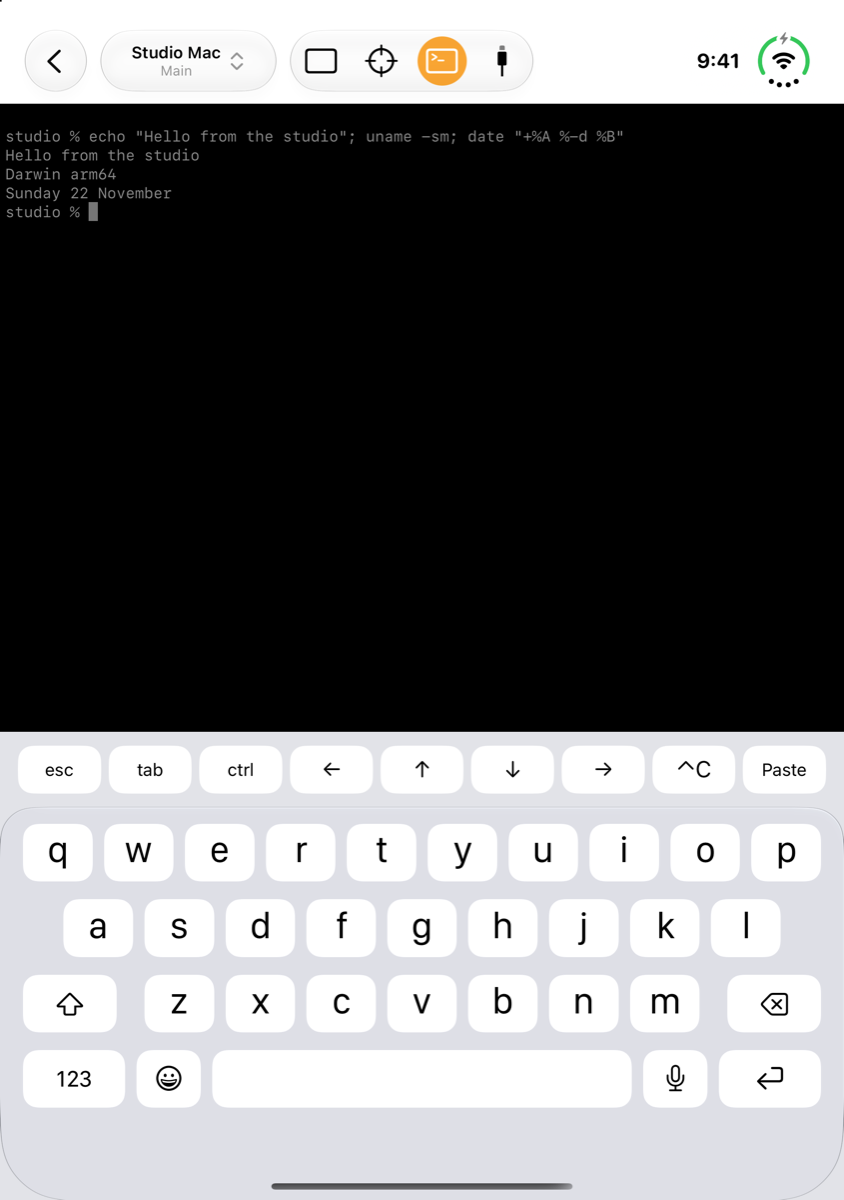 Studio Mac
Main
9:41
studio % echo "Hello from the studio"; uname -sm; date "+%A %-d %B"
Hello from the studio
Darwin arm64
Sunday 22 November
studio %
esc tab ctrl ← ↑ ↓ → ^C Paste
q w e r t y u i o p
a s d f g h j k l
z x c v b n m
123